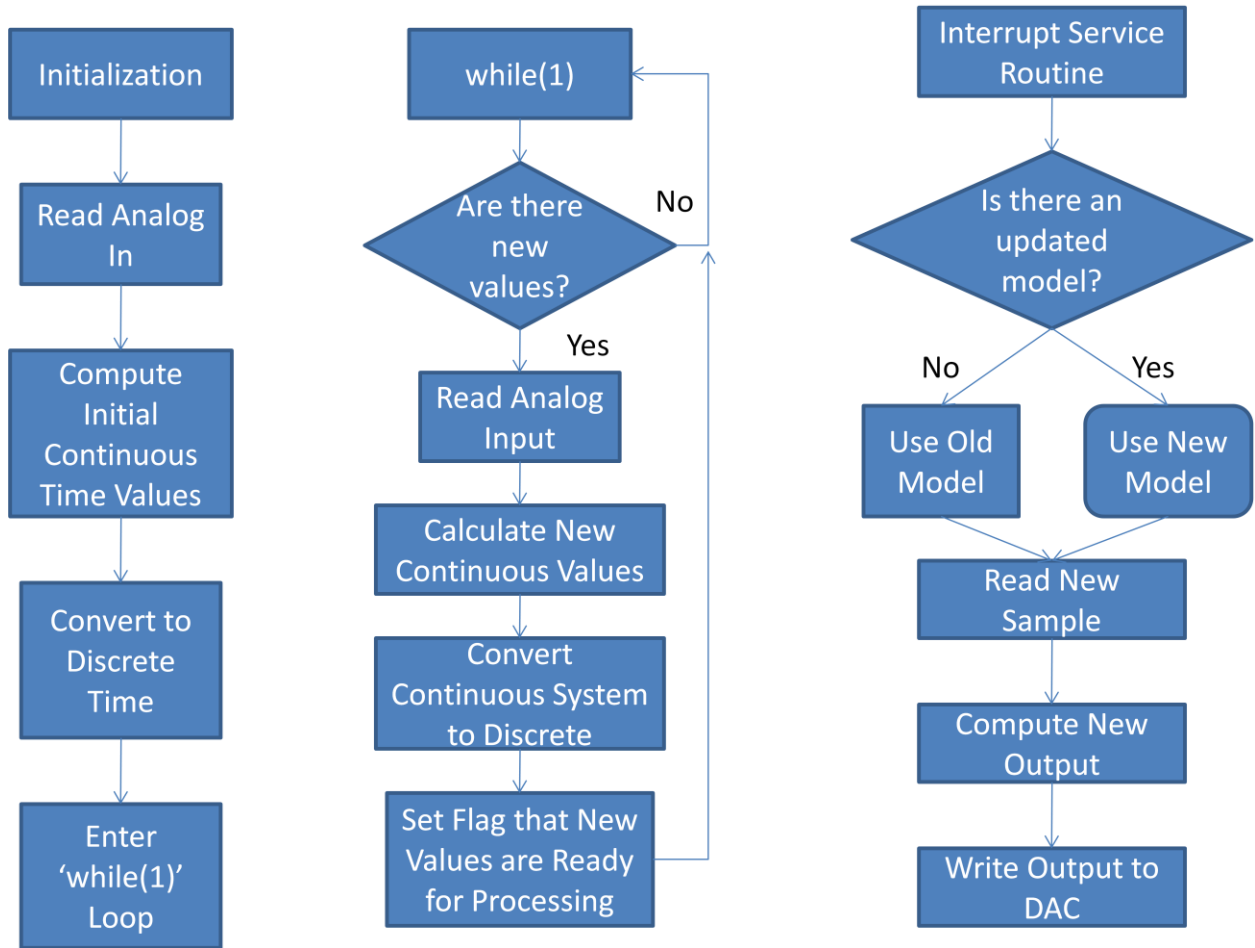 Initialization
Read Analog
In
Compute
Initial
Continuous
Time Values
Convert to
Discrete
Time
Enter
‘while(1)’
Loop
while(1)
Are there
new
values?
No
Yes
Read Analog
Input
Calculate New
Continuous Values
Convert
Continuous System
to Discrete
Set Flag that New
Values are Ready
for Processing
Interrupt Service
Routine
Is there an
updated
model?
No
Yes
Use Old
Model
Use New
Model
Read New
Sample
Compute New
Output
Write Output to
DAC